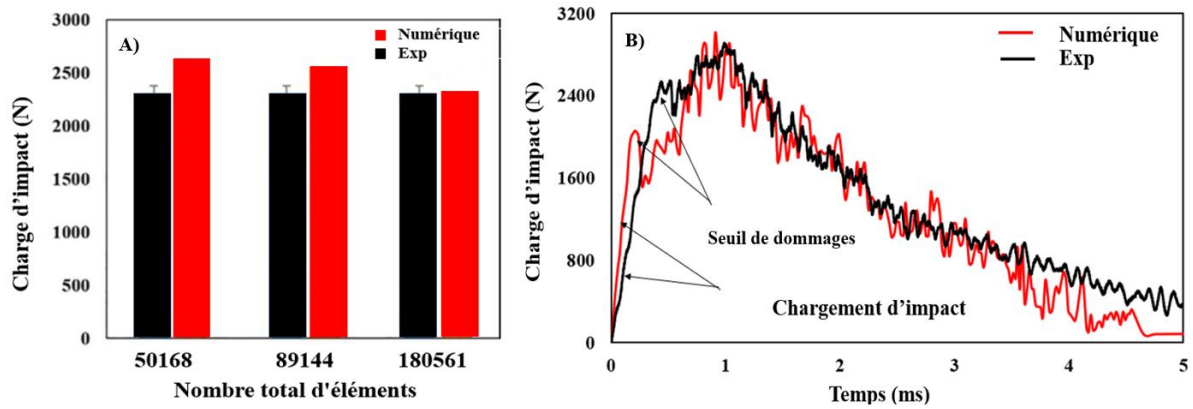 A)
Numérique
Exp
Charge d'impact (N)
3000
2500
2000
1500
1000
500
0
50168 89144 180561
Nombre total d'éléments
B)
Numérique
Exp
Charge d'impact (N)
3200
2400
1600
800
0
Seuil de dommages
Chargement d'impact
0 1 2 3 4 5
Temps (ms)